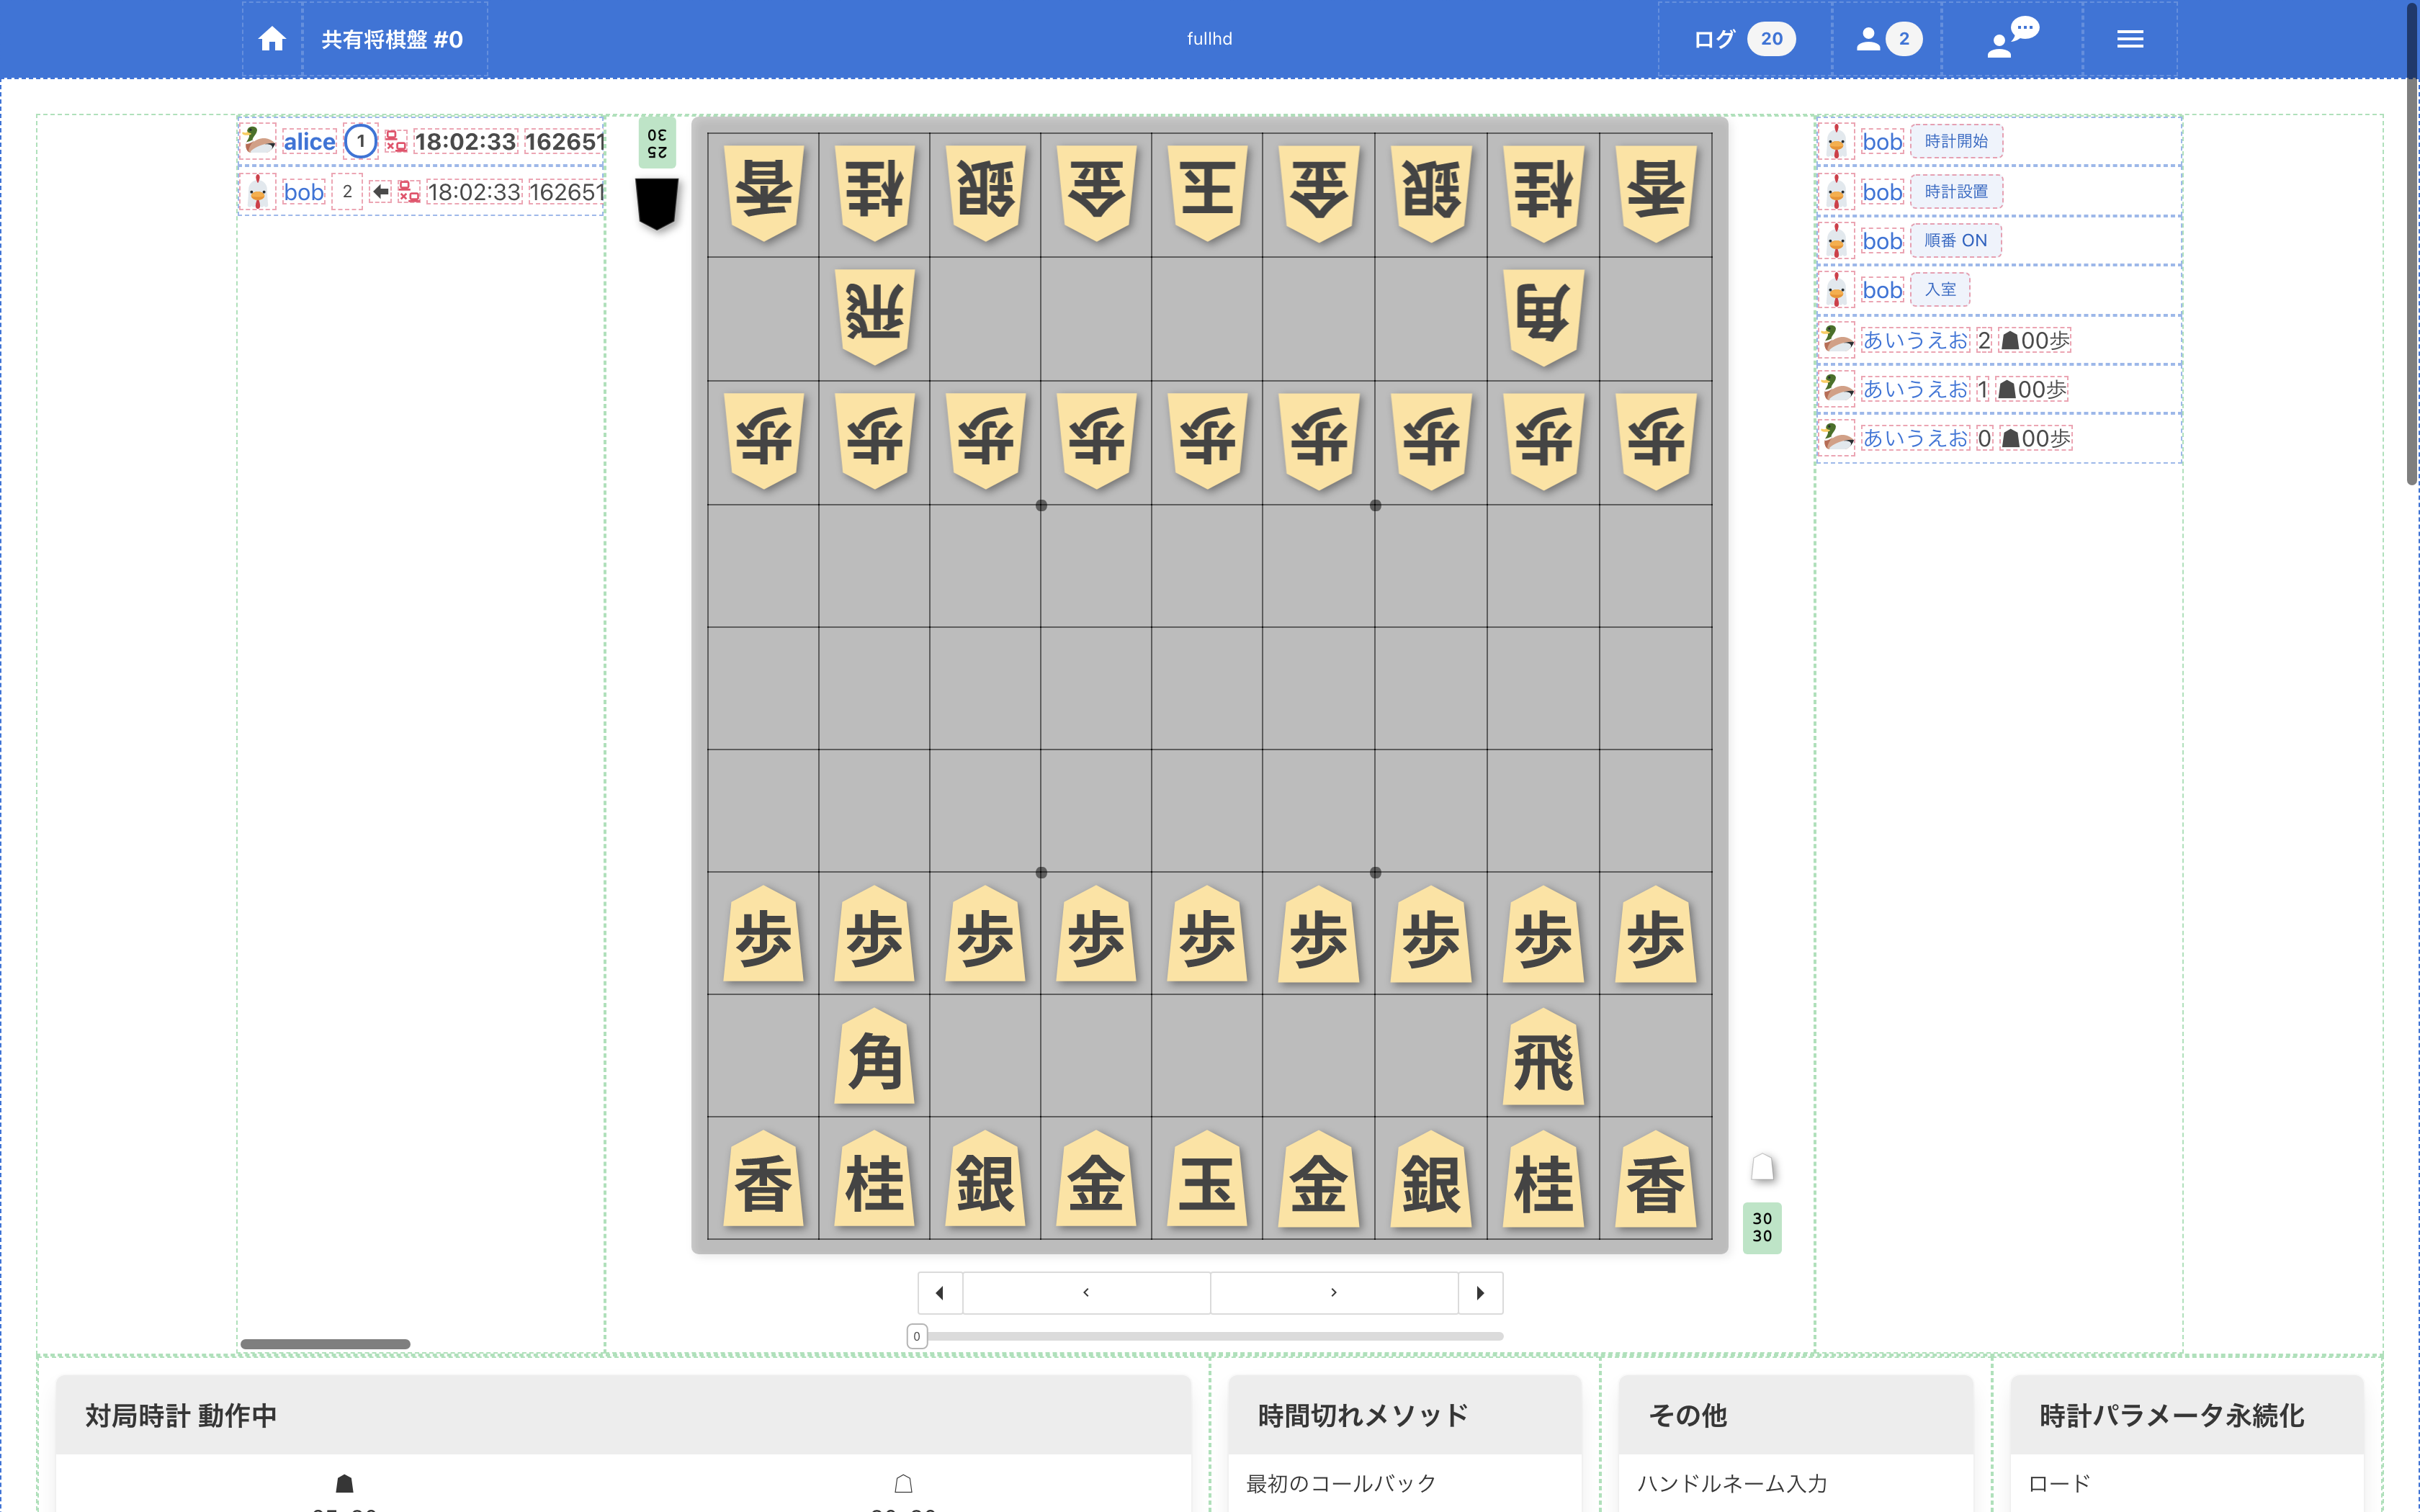 共有将棋盤 #0
fullhd
ログ 20
2
alice 1 18:02:33 162651
bob 2 18:02:33 162651
30
25
香 桂 銀 金 玉 金 銀 桂 香
飛 角
歩 歩 歩 歩 歩 歩 歩 歩 歩
歩 歩 歩 歩 歩 歩 歩 歩 歩
角 飛
香 桂 銀 金 玉 金 銀 桂 香
30
30
0
bob 時計開始
bob 時計設置
bob 順番 ON
bob 入室
あいうえお 2 ☗00歩
あいうえお 1 ☗00歩
あいうえお 0 ☗00歩
対局時計 動作中
☗ ☖
時間切れメソッド
最初のコールバック
その他
ハンドルネーム入力
時計パラメータ永続化
ロード